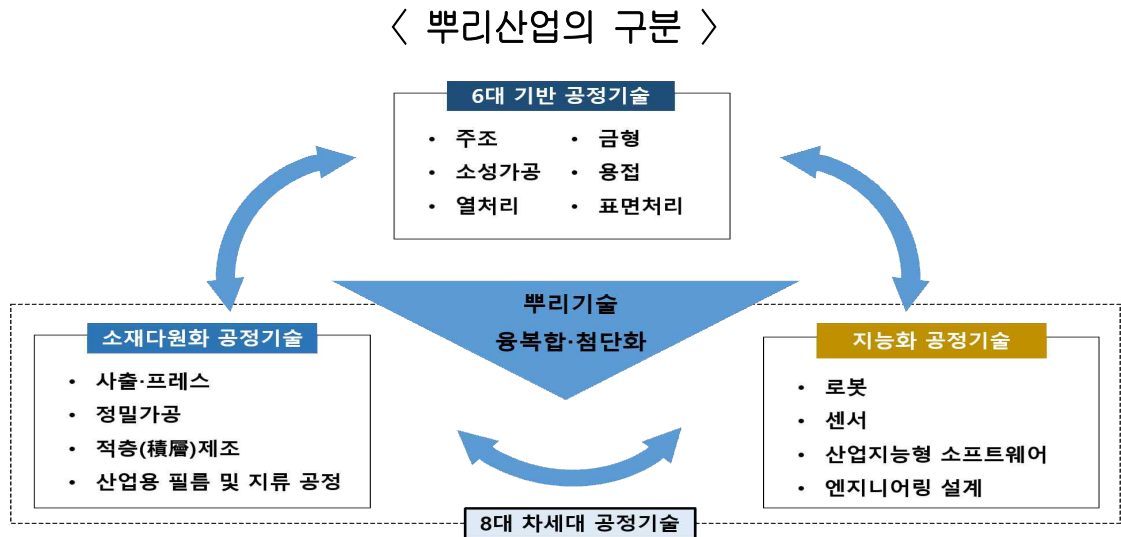 〈 뿌리산업의 구분 〉
6대 기반 공정기술
• 주조 • 금형
• 소성가공 • 용접
• 열처리 • 표면처리
뿌리기술
융복합·첨단화
소재다원화 공정기술
• 사출·프레스
• 정밀가공
• 적층(積層)제조
• 산업용 필름 및 지류 공정
지능화 공정기술
• 로봇
• 센서
• 산업지능형 소프트웨어
• 엔지니어링 설계
8대 차세대 공정기술